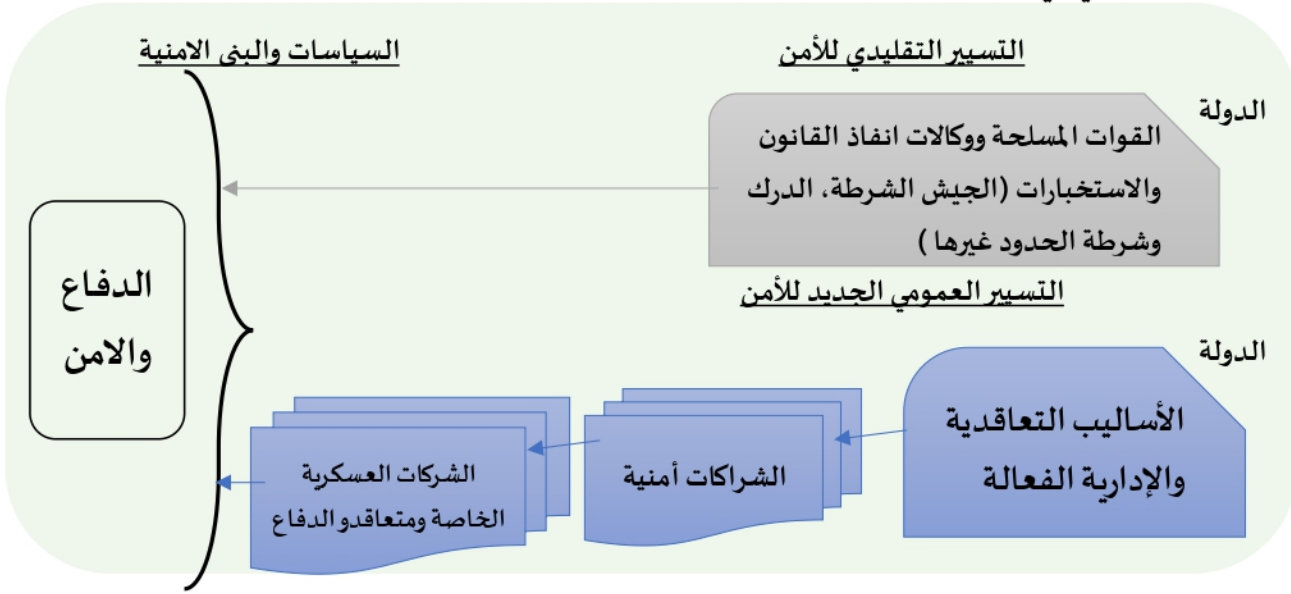 التسيير التقليدي للأمن
السياسات والبنى الامنية
الدولة
القوات المسلحة ووكالات انفاذ القانون
والاستخبارات (الجيش الشرطة، الدرك
وشرطة الحدود غيرها )
التسيير العمومي الجديد للأمن
الدولة
الأساليب التعاقدية
والإدارية الفعالة
الشراكات أمنية
الشركات العسكرية
الخاصة ومتعاقدو الدفاع
الدفاع
والامن